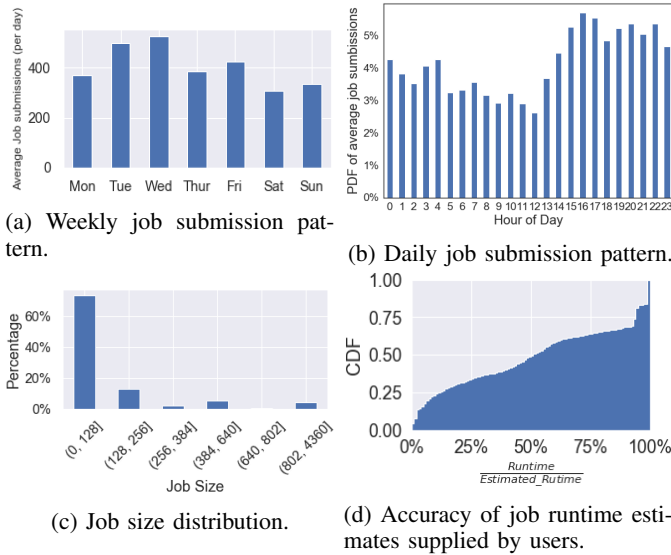 Average Job submissions (per day)
400
200
0
Mon Tue Wed Thur Fri Sat Sun
(a) Weekly job submission pat-
tern.
PDF of average job sumbissions
5%
4%
3%
2%
1%
0%
0 1 2 3 4 5 6 7 8 9 10 11 12 13 14 15 16 17 18 19 20 21 22 23
Hour of Day
(b) Daily job submission pattern.
Percentage
60%
40%
20%
0%
(0, 128]
(128, 256]
(256, 384]
(384, 640]
(640, 802]
(802, 4360]
Job Size
(c) Job size distribution.
CDF
1.00
0.75
0.50
0.25
0.00
0% 25% 50% 75% 100%
Runtime
Estimated_Rutime
(d) Accuracy of job runtime esti-
mates supplied by users.